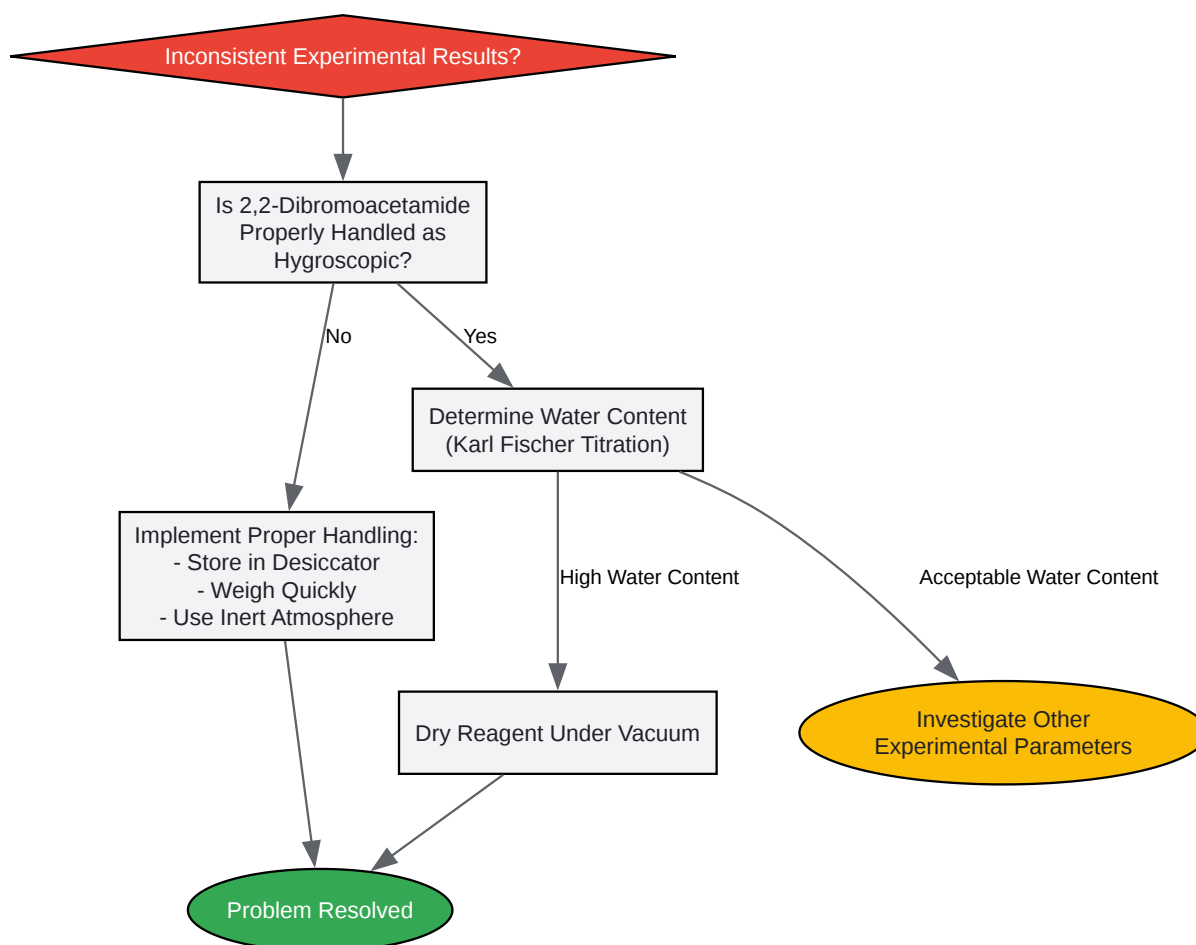 Inconsistent Experimental Results?
Is 2,2-Dibromoacetamide
Properly Handled as
Hygroscopic?
No
Yes
Determine Water Content
(Karl Fischer Titration)
Implement Proper Handling:
- Store in Desiccator
- Weigh Quickly
- Use Inert Atmosphere
High Water Content
Acceptable Water Content
Dry Reagent Under Vacuum
Investigate Other
Experimental Parameters
Problem Resolved